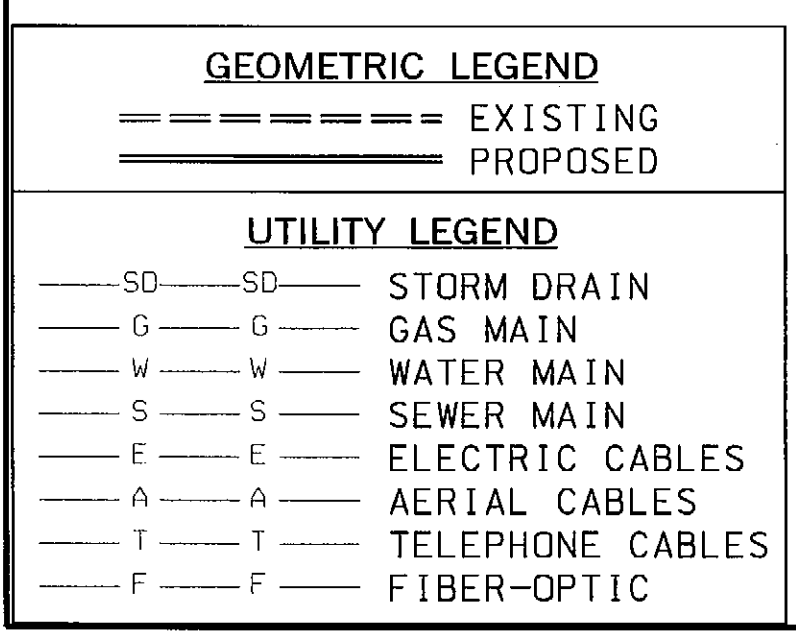 GEOMETRIC LEGEND
EXISTING
PROPOSED
UTILITY LEGEND
SD SD STORM DRAIN
G G GAS MAIN
W W WATER MAIN
S S SEWER MAIN
E E ELECTRIC CABLES
A A AERIAL CABLES
T T TELEPHONE CABLES
F F FIBER-OPTIC